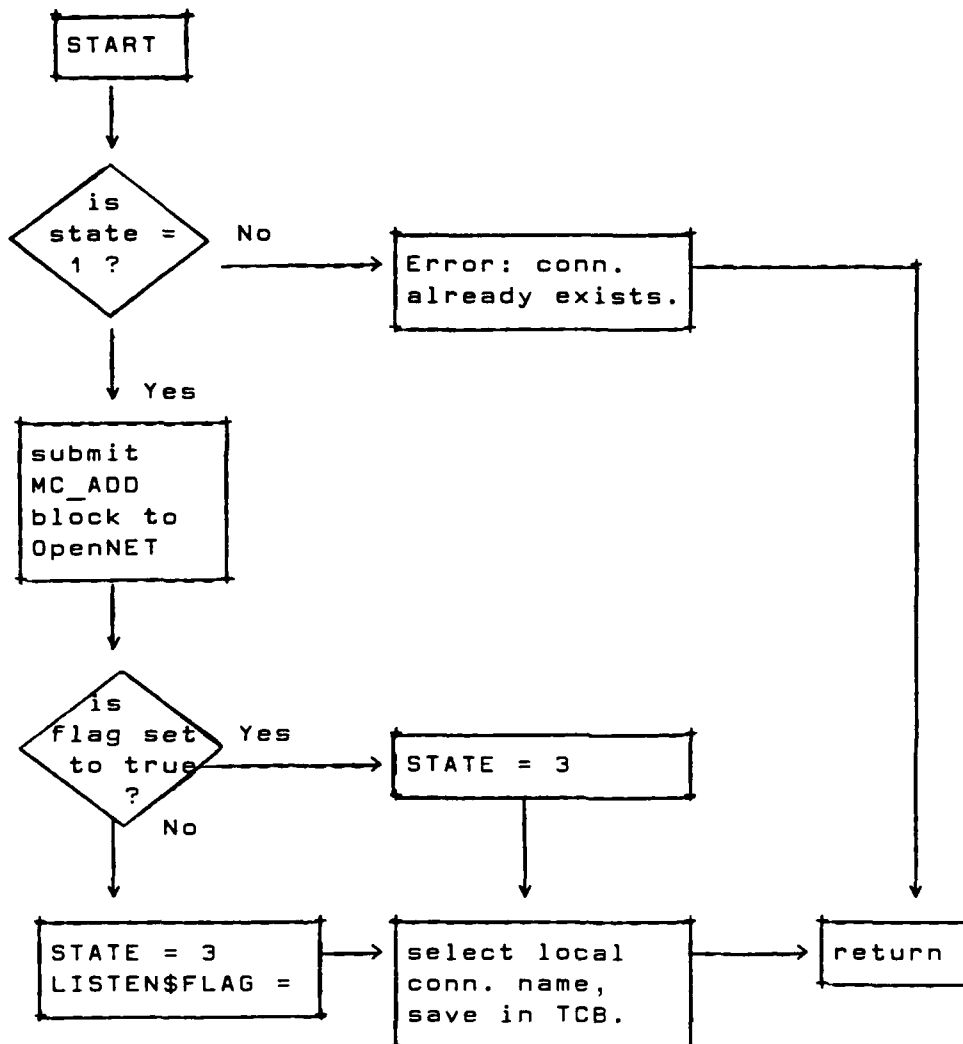 START
is
state =
1 ?
No
Error: conn.
already exists.
Yes
submit
MC_ADD
block to
OpenNET
is
flag set
to true
?
Yes
STATE = 3
No
STATE = 3
LISTEN$FLAG =
select local
conn. name,
save in TCB.
return